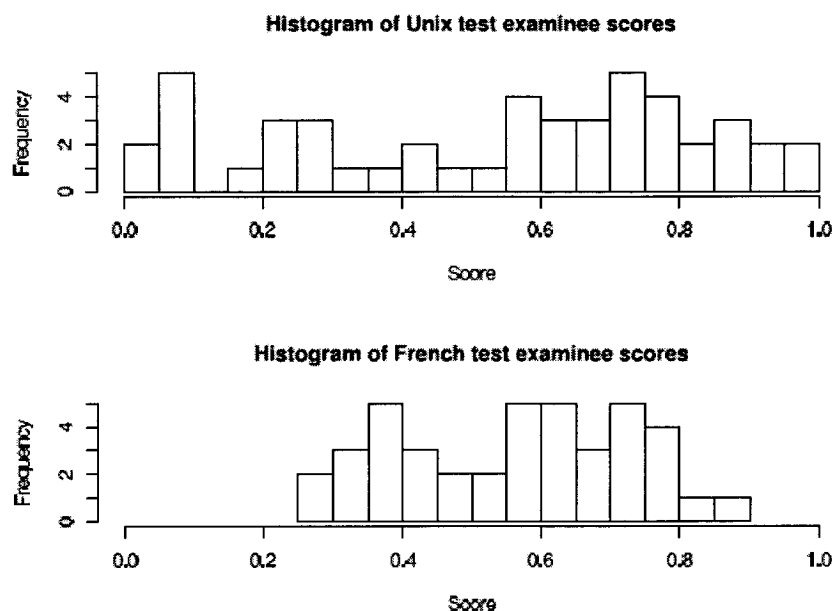 Histogram of Unix test examinee scores
Frequency
4
2
0
0.0 0.2 0.4 0.6 0.8 1.0
Score
Histogram of French test examinee scores
Frequency
4
2
0
0.0 0.2 0.4 0.6 0.8 1.0
Score